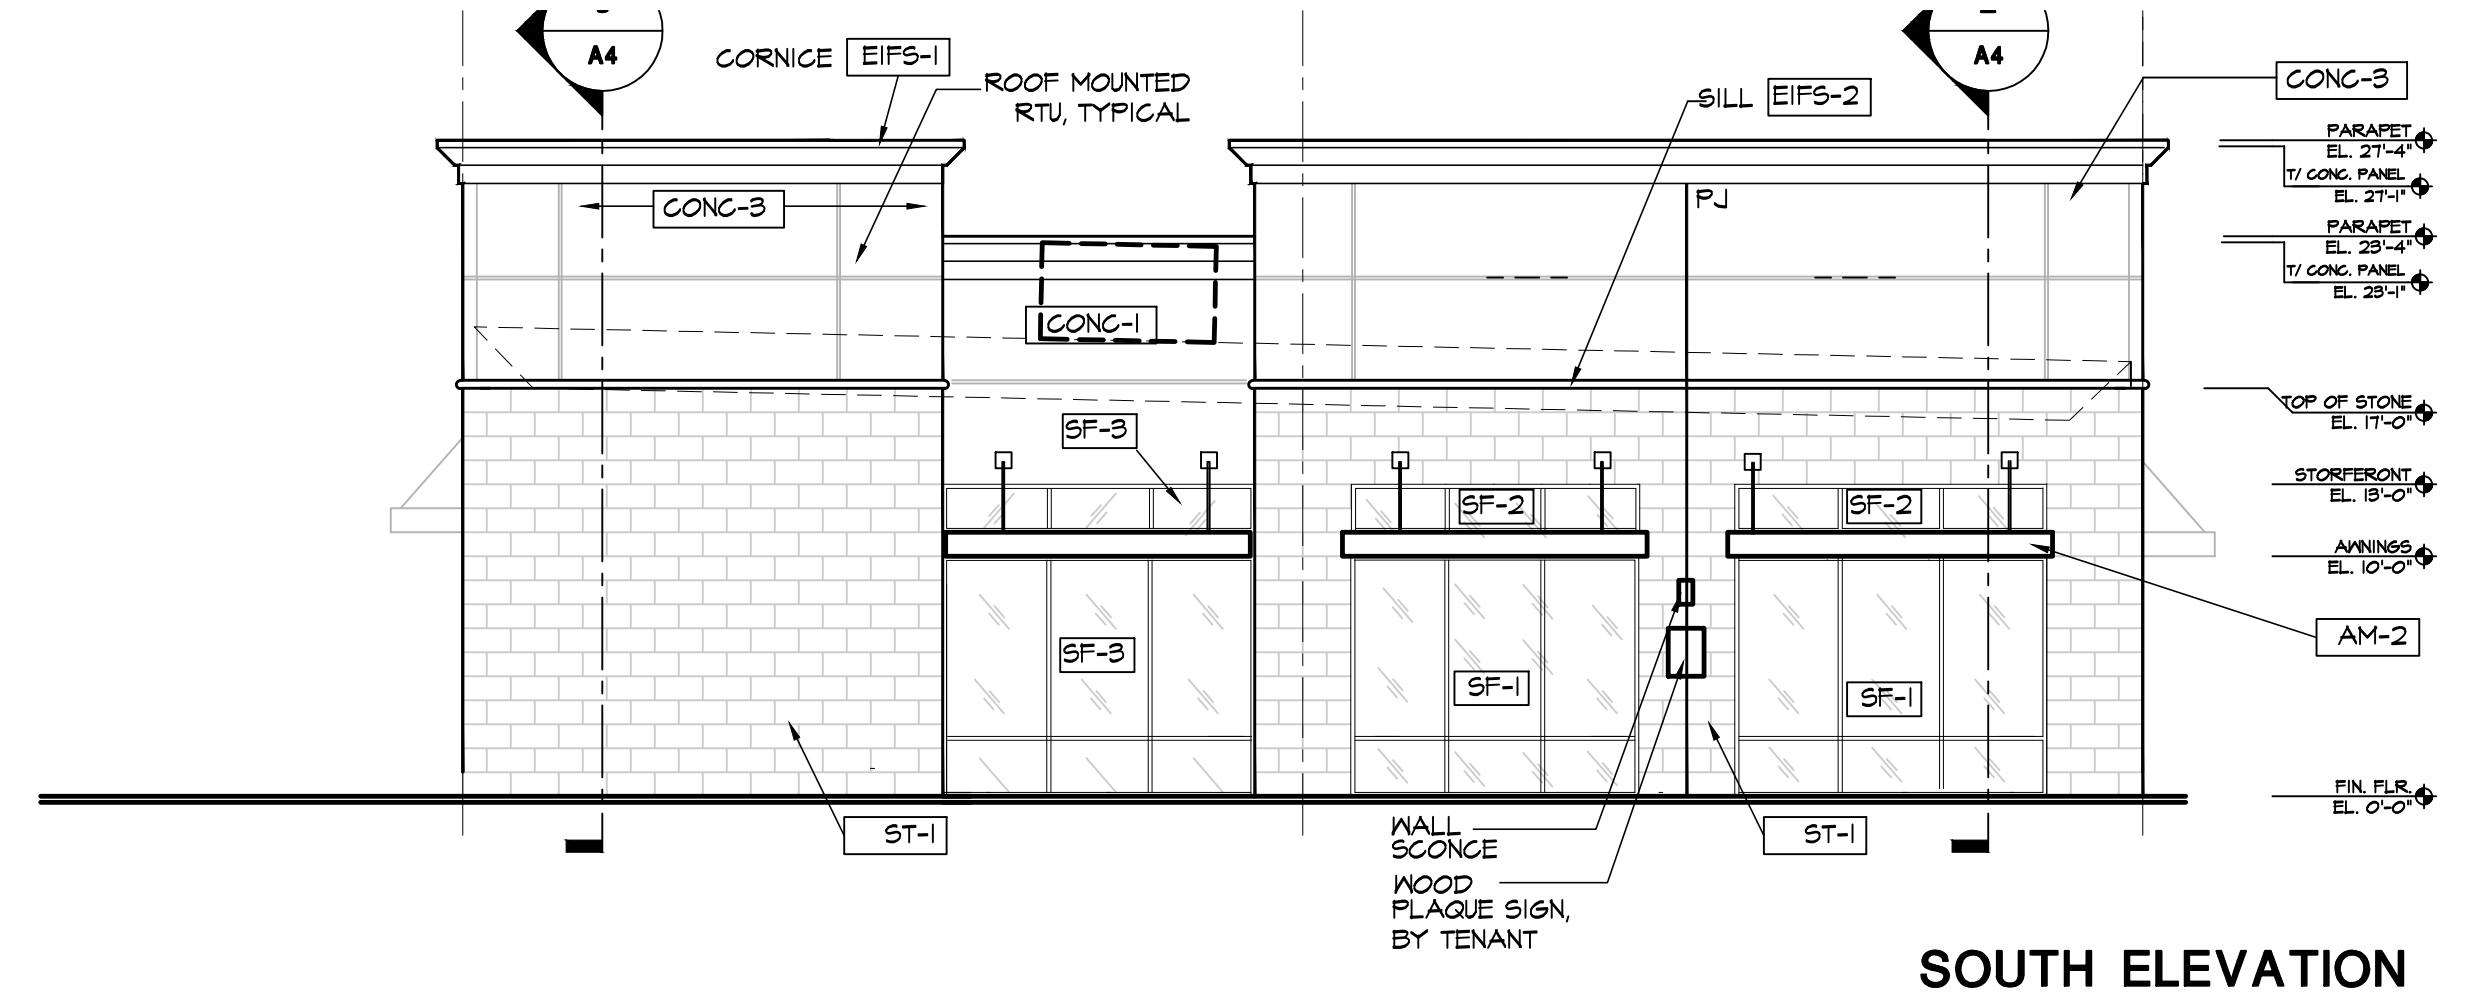 A4
CORNICE EIFS-1
ROOF MOUNTED
RTU, TYPICAL
SILL EIFS-2
A4
CONC-3
PARAPET
EL. 27'-4"
T/ CONC. PANEL
EL. 27'-1"
PARAPET
EL. 23'-4"
T/ CONC. PANEL
EL. 23'-1"
CONC-3
PJ
CONC-1
TOP OF STONE
EL. 17'-0"
SF-3
STORFERONT
EL. 13'-0"
SF-2
SF-2
AWNINGS
EL. 10'-0"
AM-2
SF-3
SF-1
SF-1
FIN. FLR.
EL. 0'-0"
ST-1
WALL
SCONCE
ST-1
WOOD
PLAQUE SIGN,
BY TENANT
SOUTH ELEVATION